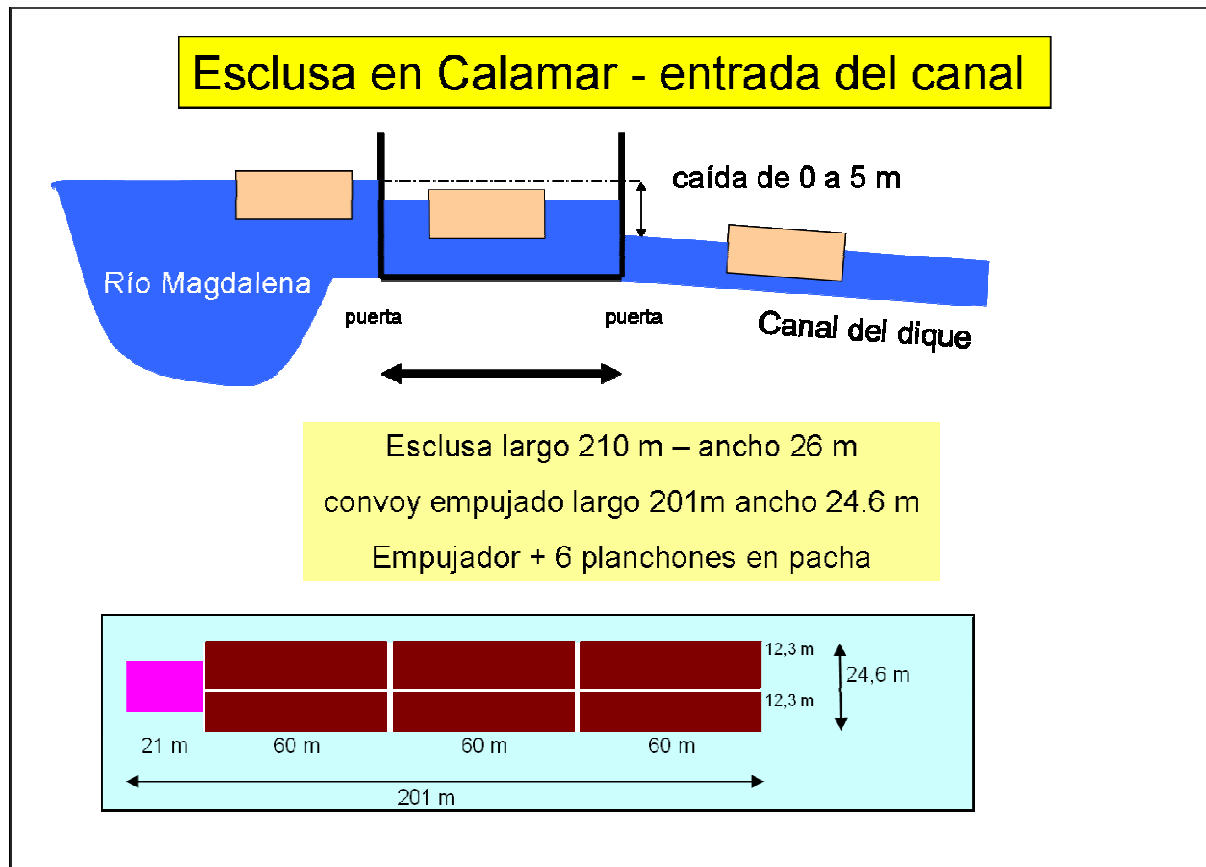 Esclusa en Calamar - entrada del canal
caída de 0 a 5 m
Río Magdalena
puerta
puerta
Canal del dique
Esclusa largo 210 m – ancho 26 m
convoy empujado largo 201m ancho 24.6 m
Empujador + 6 planchones en pacha
12,3 m
24,6 m
12,3 m
21 m
60 m
60 m
60 m
201 m